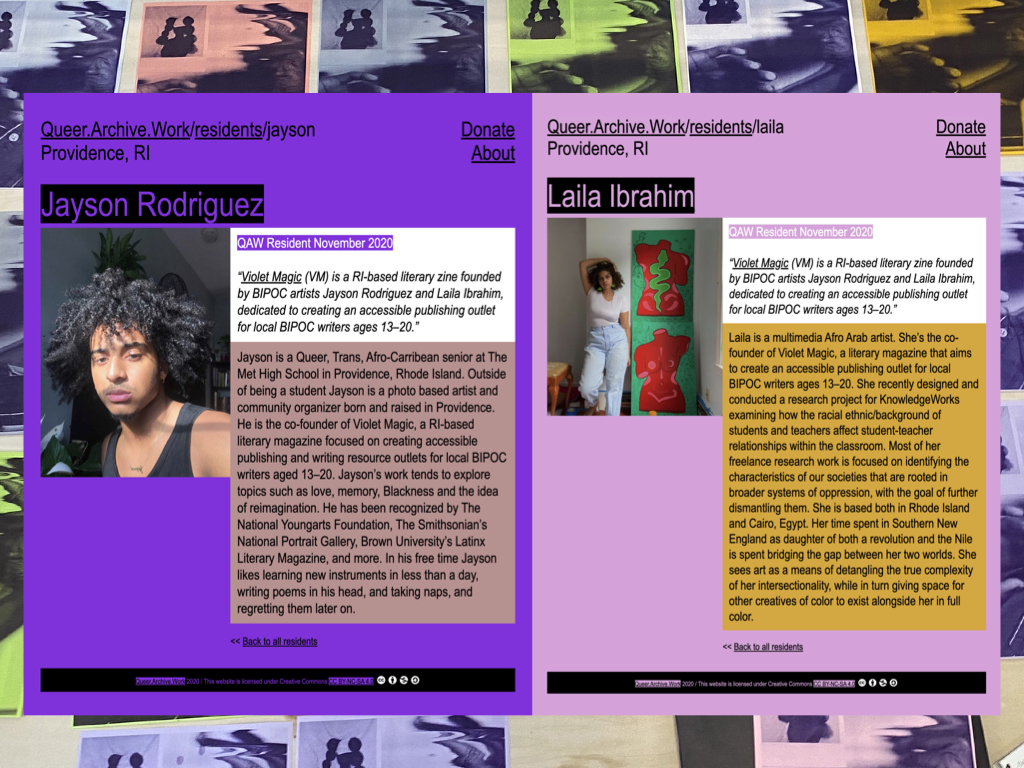 Queer.Archive.Work/residents/jayson
Providence, RI
Donate
About
Jayson Rodriguez
QAW Resident November 2020
“Violet Magic (VM) is a RI-based literary zine founded
by BIPOC artists Jayson Rodriguez and Laila Ibrahim,
dedicated to creating an accessible publishing outlet
for local BIPOC writers ages 13–20.”
Jayson is a Queer, Trans, Afro-Carribean senior at The
Met High School in Providence, Rhode Island. Outside
of being a student Jayson is a photo based artist and
community organizer born and raised in Providence.
He is the co-founder of Violet Magic, a RI-based
literary magazine focused on creating accessible
publishing and writing resource outlets for local BIPOC
writers aged 13–20. Jayson’s work tends to explore
topics such as love, memory, Blackness and the idea
of reimagination. He has been recognized by The
National Youngarts Foundation, The Smithsonian’s
National Portrait Gallery, Brown University’s Latinx
Literary Magazine, and more. In his free time Jayson
likes learning new instruments in less than a day,
writing poems in his head, and taking naps, and
regretting them later on.
<< Back to all residents
Queer.Archive.Work 2020 / This website is licensed under Creative Commons CC BY-NC-SA 4.0
Queer.Archive.Work/residents/laila
Providence, RI
Donate
About
Laila Ibrahim
QAW Resident November 2020
“Violet Magic (VM) is a RI-based literary zine founded
by BIPOC artists Jayson Rodriguez and Laila Ibrahim,
dedicated to creating an accessible publishing outlet
for local BIPOC writers ages 13–20.”
Laila is a multimedia Afro Arab artist. She’s the co-
founder of Violet Magic, a literary magazine that aims
to create an accessible publishing outlet for local
BIPOC writers ages 13–20. She recently designed and
conducted a research project for KnowledgeWorks
examining how the racial ethnic/background of
students and teachers affect student-teacher
relationships within the classroom. Most of her
freelance research work is focused on identifying the
characteristics of our societies that are rooted in
broader systems of oppression, with the goal of further
dismantling them. She is based both in Rhode Island
and Cairo, Egypt. Her time spent in Southern New
England as daughter of both a revolution and the Nile
is spent bridging the gap between her two worlds. She
sees art as a means of detangling the true complexity
of her intersectionality, while in turn giving space for
other creatives of color to exist alongside her in full
color.
<< Back to all residents
Queer.Archive.Work 2020 / This website is licensed under Creative Commons CC BY-NC-SA 4.0